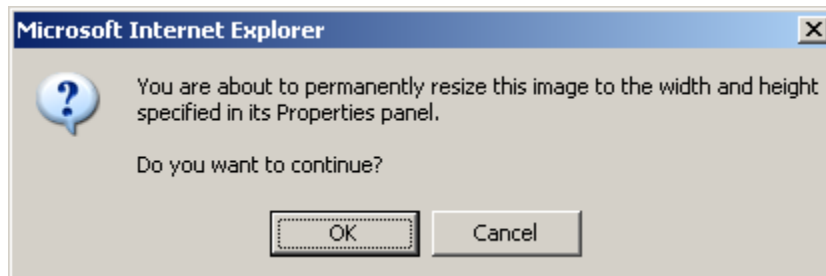 Microsoft Internet Explorer
You are about to permanently resize this image to the width and height
specified in its Properties panel.
Do you want to continue?
OK
Cancel